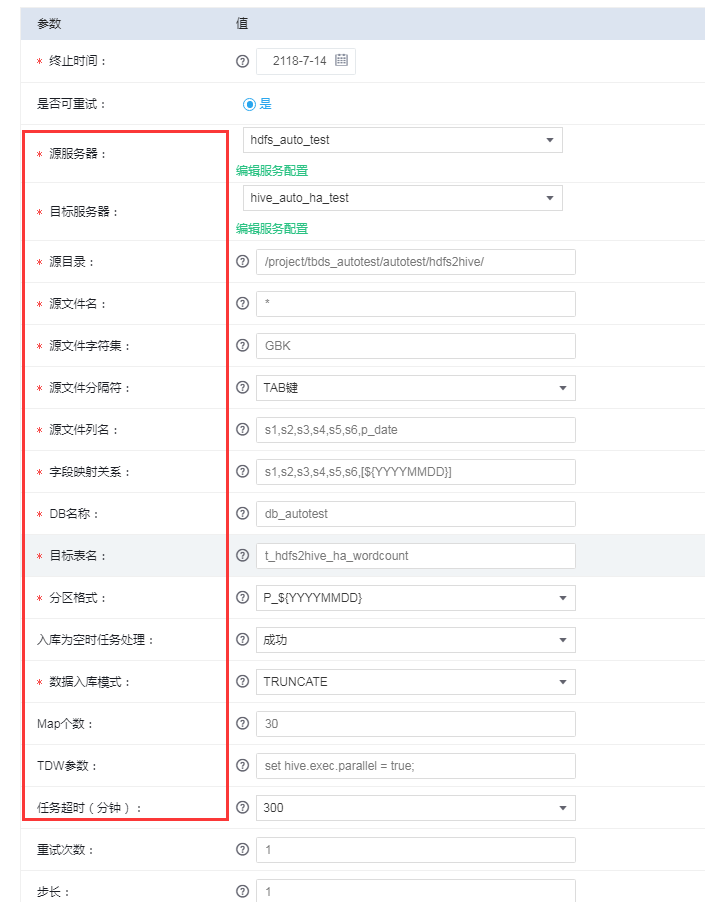 参数 值
* 终止时间： ? 2118-7-14
是否可重试： 是
* 源服务器： hdfs_auto_test
编辑服务配置
* 目标服务器： hive_auto_ha_test
编辑服务配置
* 源目录： ? /project/tbds_autotest/autotest/hdfs2hive/
* 源文件名： ? *
* 源文件字符集： ? GBK
* 源文件分隔符： ? TAB键
* 源文件列名： ? s1,s2,s3,s4,s5,s6,p_date
* 字段映射关系： ? s1,s2,s3,s4,s5,s6,[${YYYYMMDD}]
* DB名称： ? db_autotest
* 目标表名： ? t_hdfs2hive_ha_wordcount
* 分区格式： ? P_${YYYYMMDD}
入库为空时任务处理： ? 成功
* 数据入库模式： ? TRUNCATE
Map个数： ? 30
TDW参数： ? set hive.exec.parallel = true;
任务超时（分钟）： ? 300
重试次数： ? 1
步长： ? 1